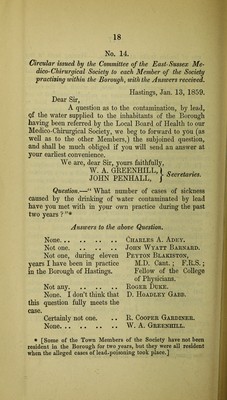 18
No. 14.
Circular issued by the Committee of the East-Sussex Me-
dico-Chirurgical Society to each Member of the Society
practising within the Borough, with the Answers received.
Hastings, Jan. 13, 1859.
Dear Sir,
A question as to the contamination, by lead,
of the water supplied to the inhabitants of the Borough
having been referred by the Local Board of Health to our
Medico-Chirurgical Society, we beg to forward to you (as
well as to the other Members,) the subjoined question,
and shall be much obliged if you will send an answer at
your earliest convenience.
We are, dear Sir, yours faithfully,
W. A. GREENHILL, } Secretaries.
JOHN PENHALL,
Question.—“ What number of cases of sickness
caused by the drinking of water contaminated by lead
have you met with in your own practice during the past
two years ? ”*
Answers to the above Question.
None. . . . . . . . Charles A. Adey.
Not one. . . . . . . John Wyatt Barnard.
Not one, during eleven Peyton Blakiston,
years I have been in practice M.D. Cant. ; F.R.S. ;
in the Borough of Hastings. Fellow of the College
of Physicians.
Not any. . . . . . . Roger Duke.
None. I don't think that D. Hoadley Gabb.
this question fully meets the
case.
Certainly not one. . . R. Cooper Gardiner.
None. . . . . . . . W. A. Greenhill.
* [Some of the Town Members of the Society have not been
resident in the Borough for two years, but they were all resident
when the alleged cases of lead-poisoning took place.]